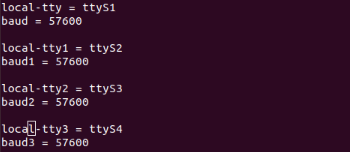 local-tty = ttyS1
baud = 57600
local-tty1 = ttyS2
baud1 = 57600
local-tty2 = ttyS3
baud2 = 57600
local-tty3 = ttyS4
baud3 = 57600